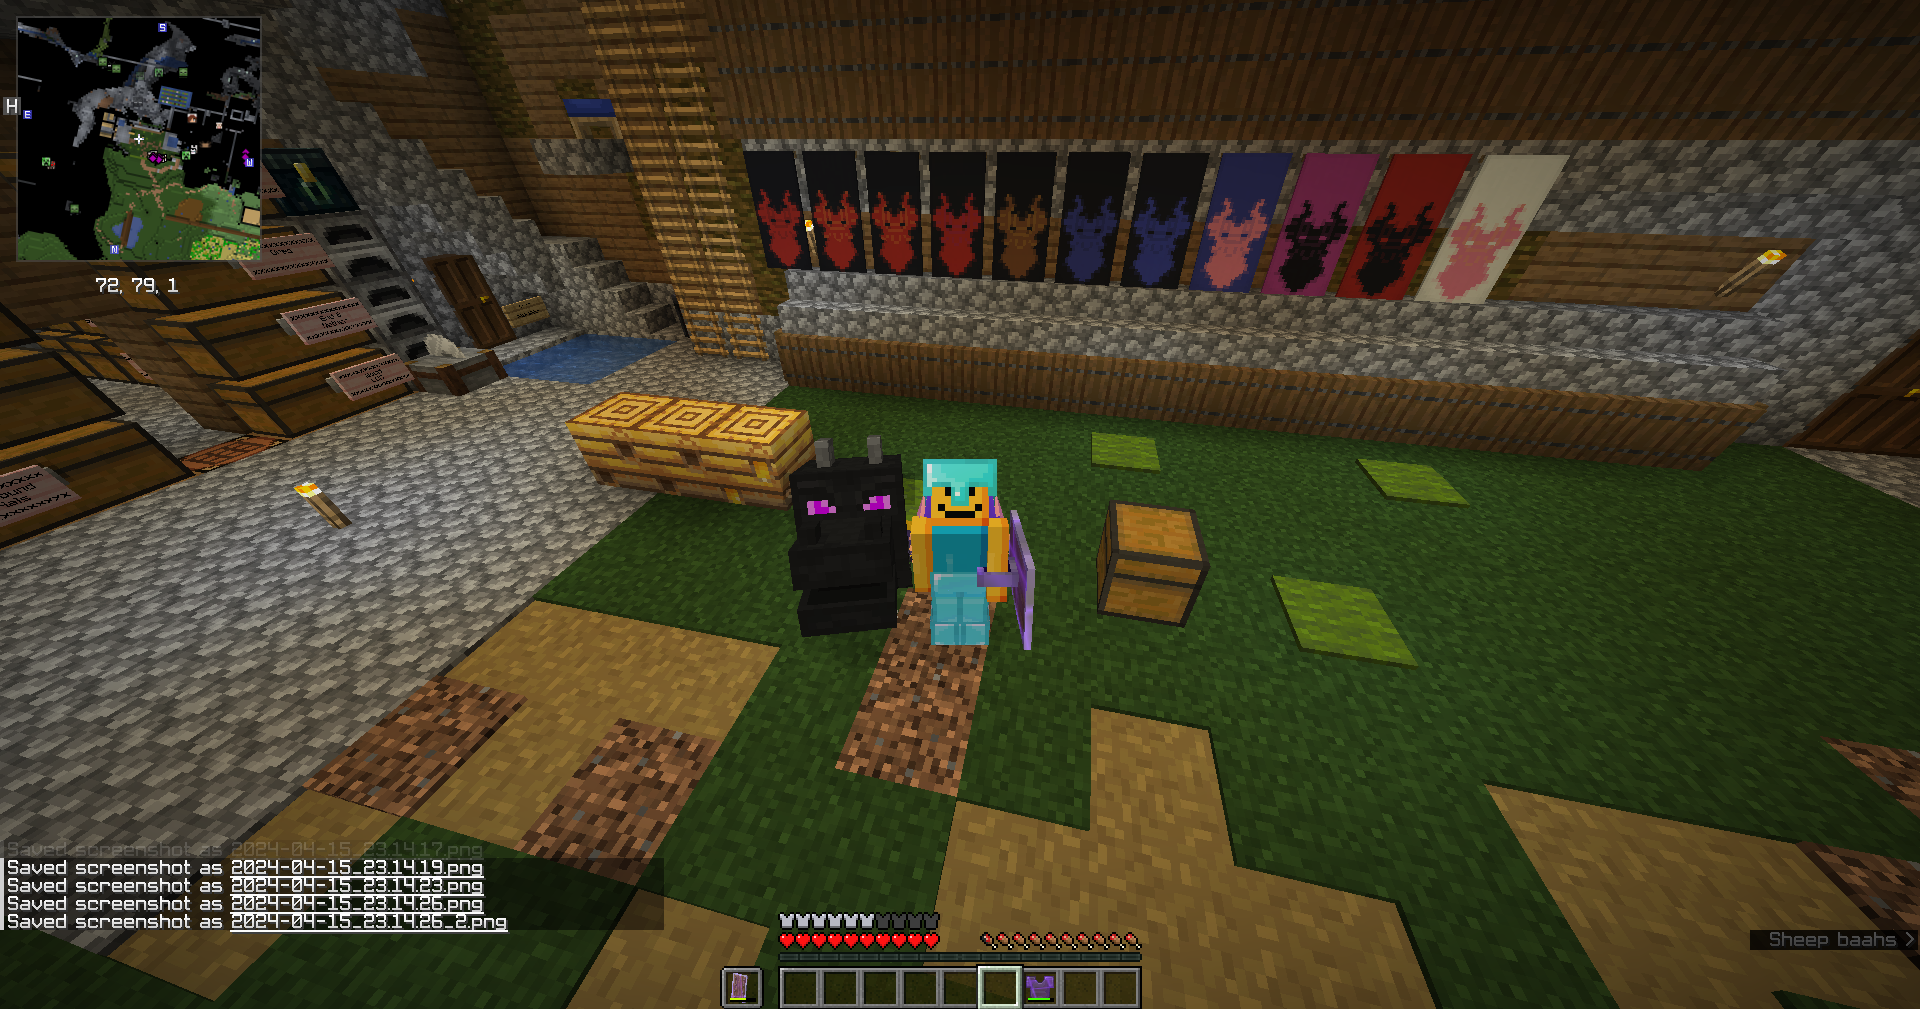 S
H
E
W
N
72, 79, 1
Saved screenshot as 2024-04-15_23.14.17.png
Saved screenshot as 2024-04-15_23.14.19.png
Saved screenshot as 2024-04-15_23.14.23.png
Saved screenshot as 2024-04-15_23.14.26.png
Saved screenshot as 2024-04-15_23.14.26_2.png
Sheep baahs >